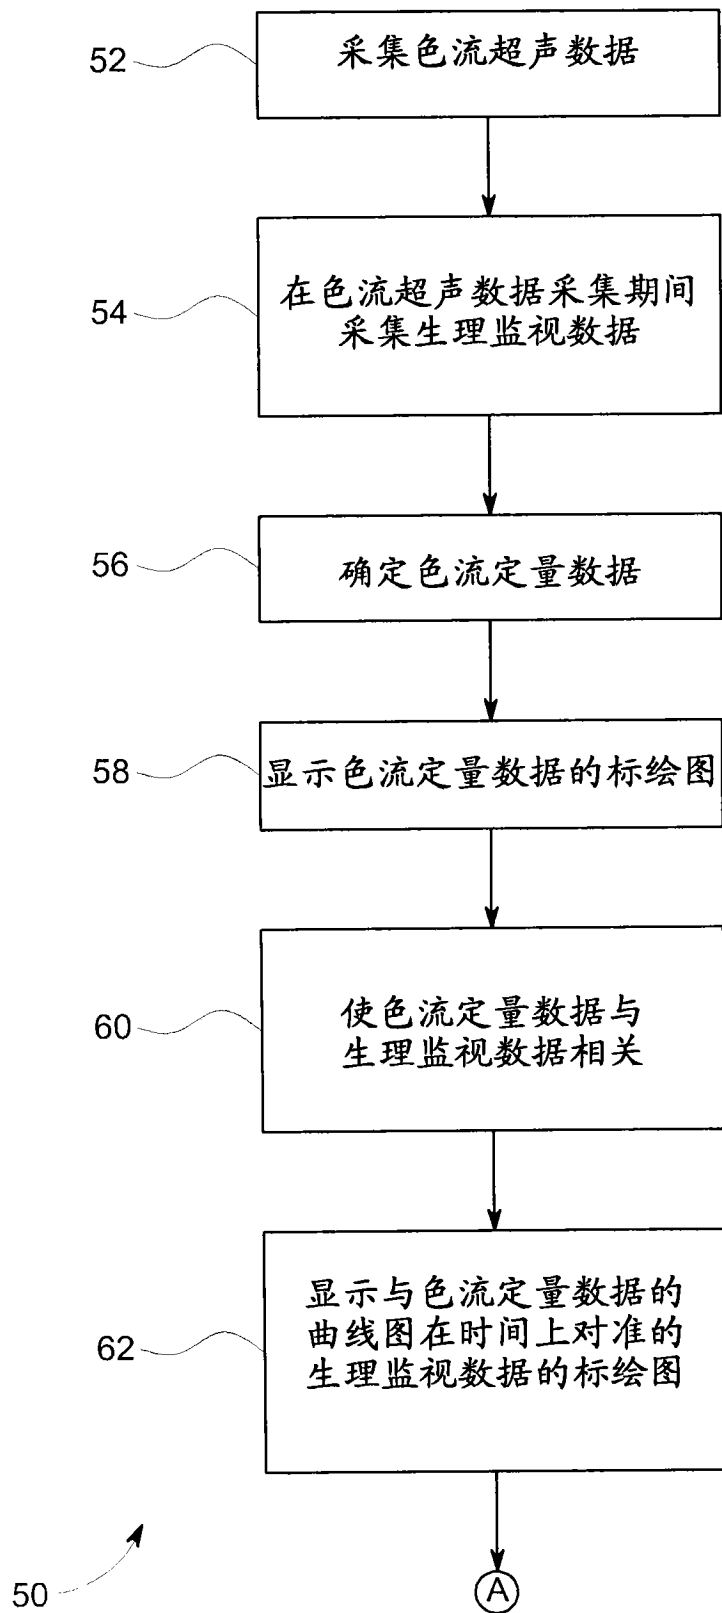 52
采集色流超声数据
54
在色流超声数据采集期间
采集生理监视数据
56
确定色流定量数据
58
显示色流定量数据的标绘图
60
使色流定量数据与
生理监视数据相关
62
显示与色流定量数据的
曲线图在时间上对准的
生理监视数据的标绘图
50
A